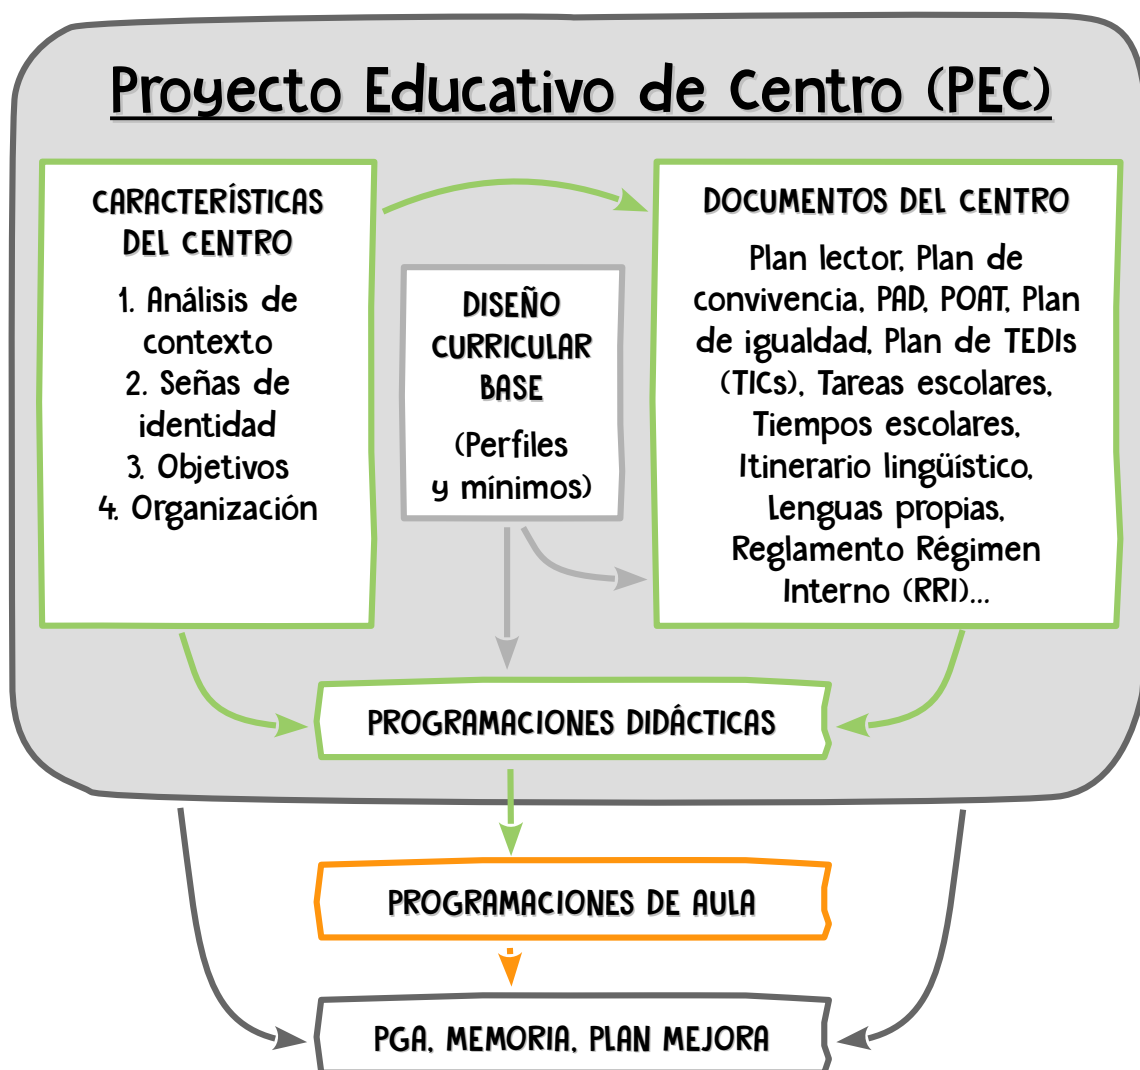 Proyecto Educativo de Centro (PEC)
CARACTERÍSTICAS
DEL CENTRO
1. Análisis de
contexto
2. Señas de
identidad
3. Objetivos
4. Organización
DISEÑO
CURRICULAR
BASE
(Perfiles
y mínimos)
DOCUMENTOS DEL CENTRO
Plan lector, Plan de
convivencia, PAD, POAT, Plan
de igualdad, Plan de TEDIs
(TICs), Tareas escolares,
Tiempos escolares,
Itinerario lingüístico,
Lenguas propias,
Reglamento Régimen
Interno (RRI)...
PROGRAMACIONES DIDÁCTICAS
PROGRAMACIONES DE AULA
PGA, MEMORIA, PLAN MEJORA